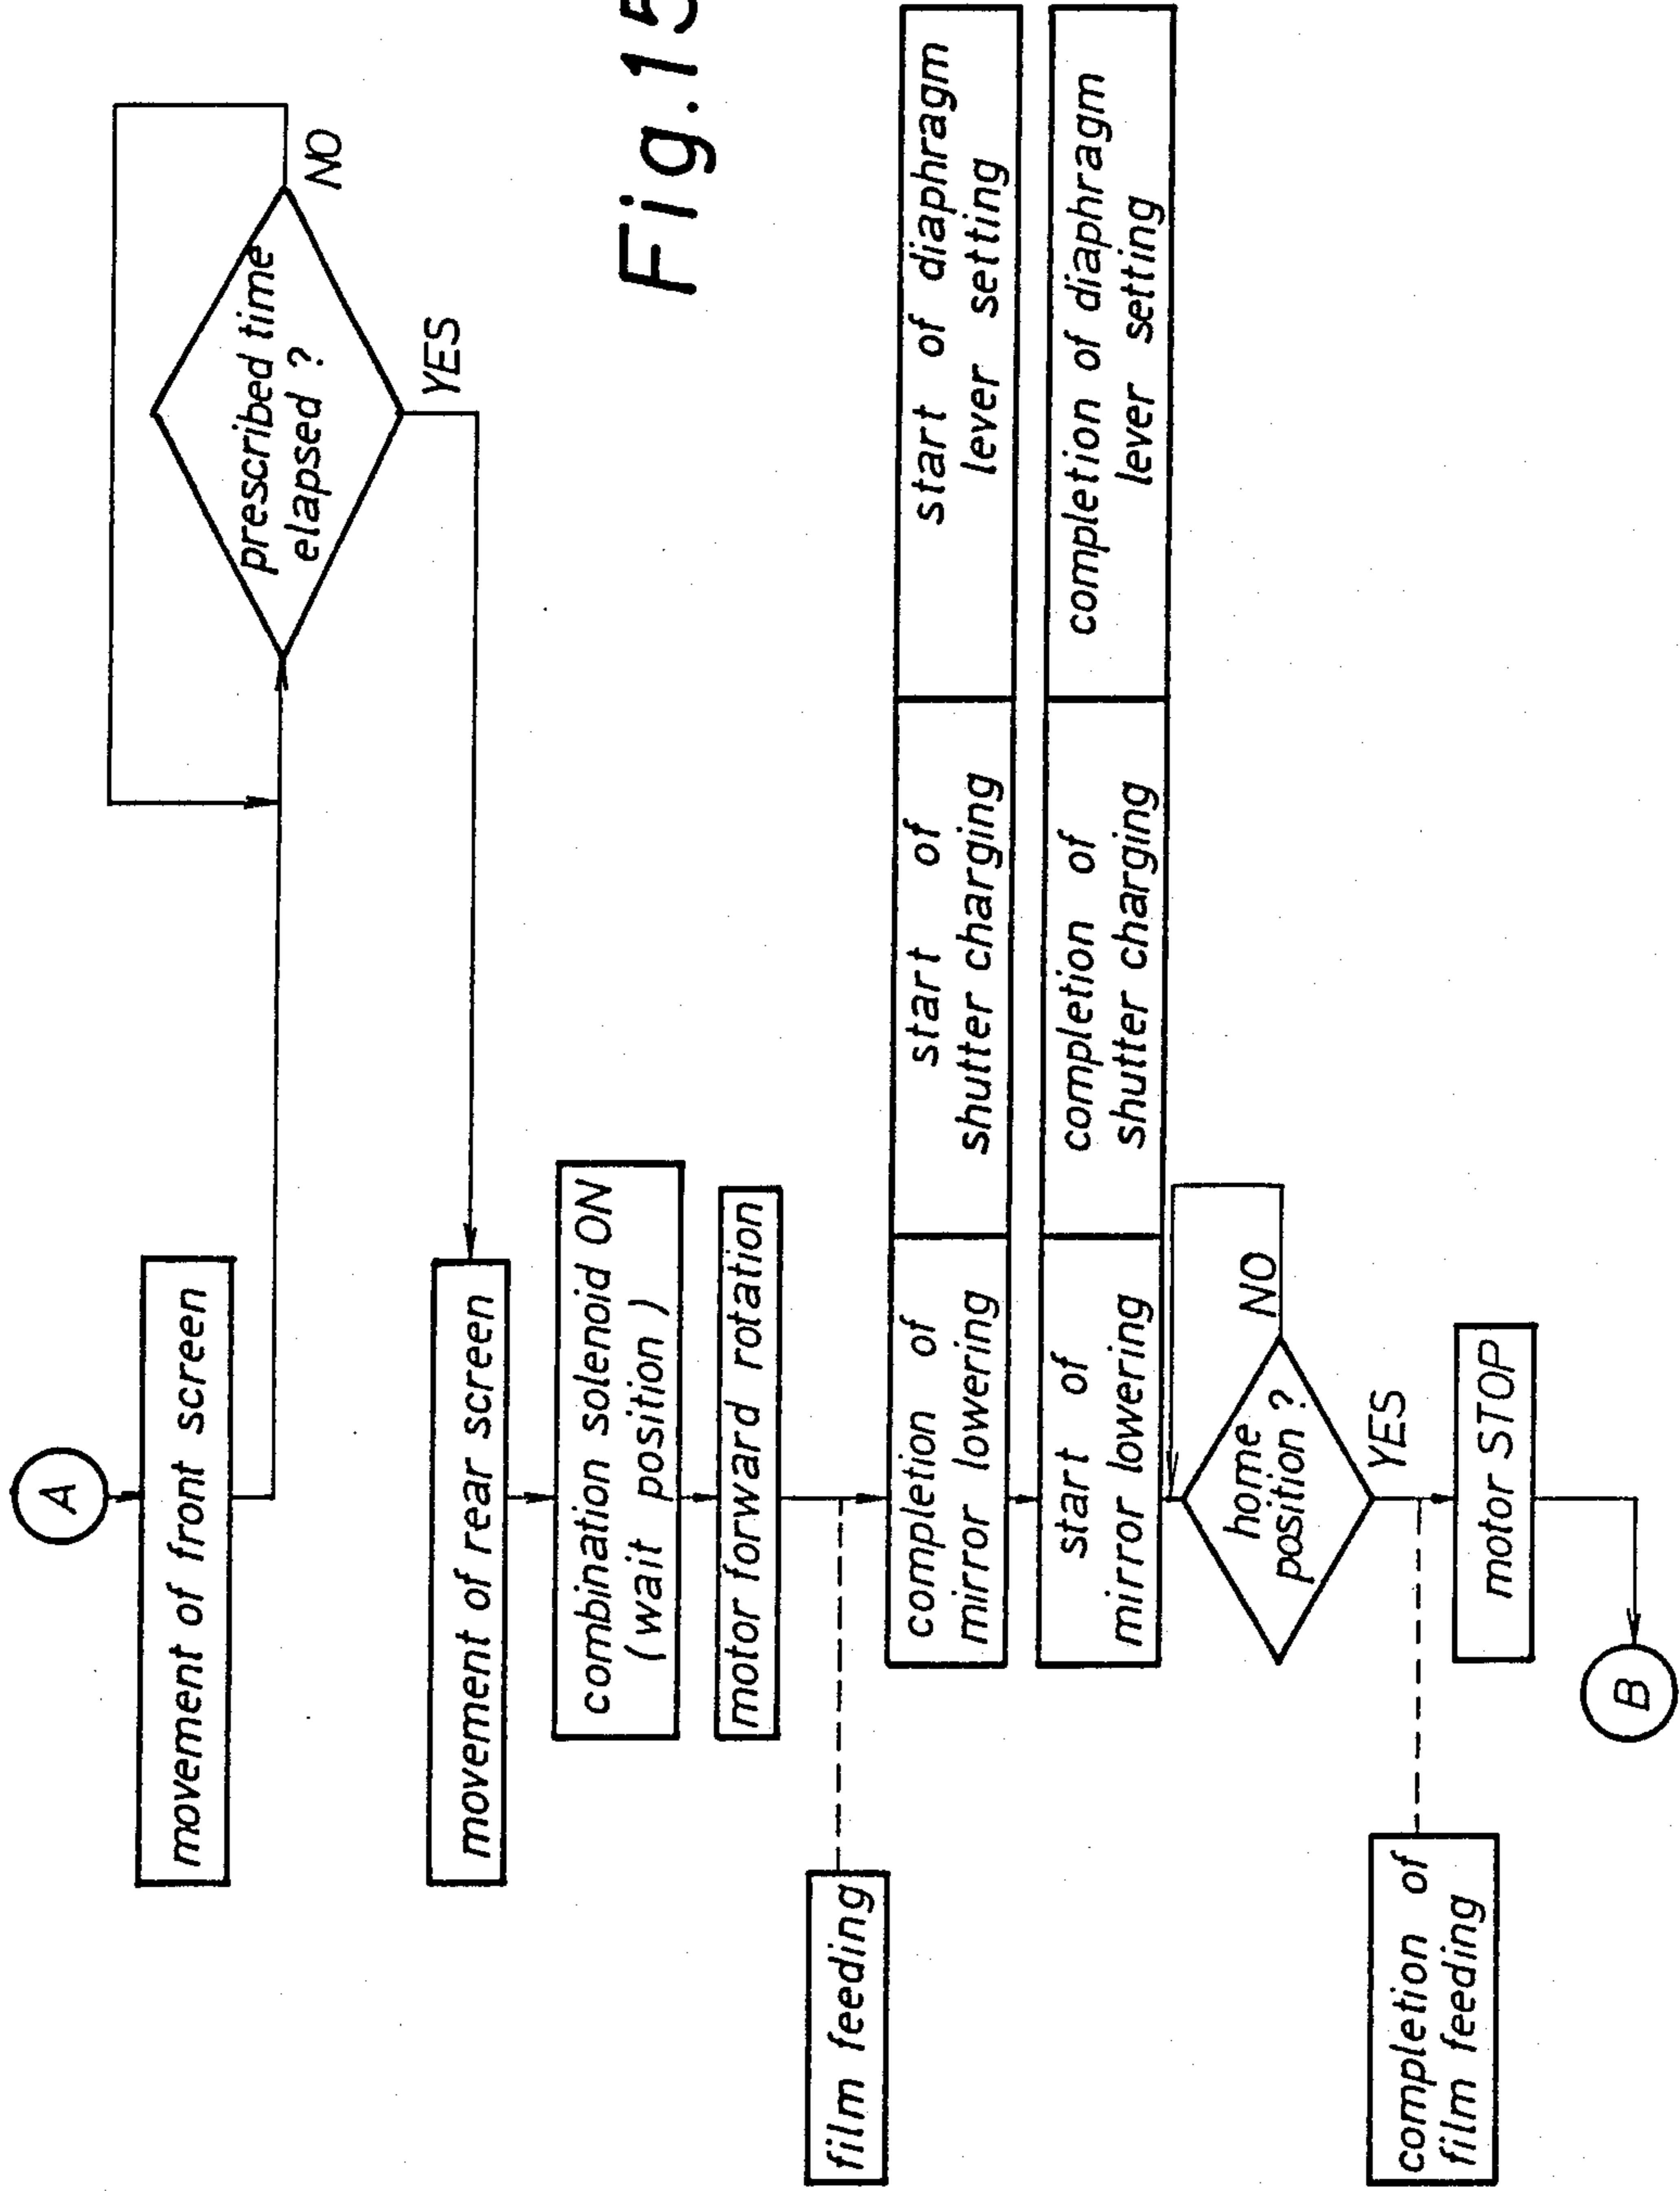 A
movement of front screen
prescribed time
elapsed ?
NO
YES
movement of rear screen
combination solenoid ON
(wait position)
motor forward rotation
film feeding
completion of
mirror lowering
start of
shutter charging
start of diaphragm
lever setting
start of
mirror lowering
completion of
shutter charging
completion of diaphragm
lever setting
home
position ?
NO
YES
completion of
film feeding
motor STOP
B
Fig.15